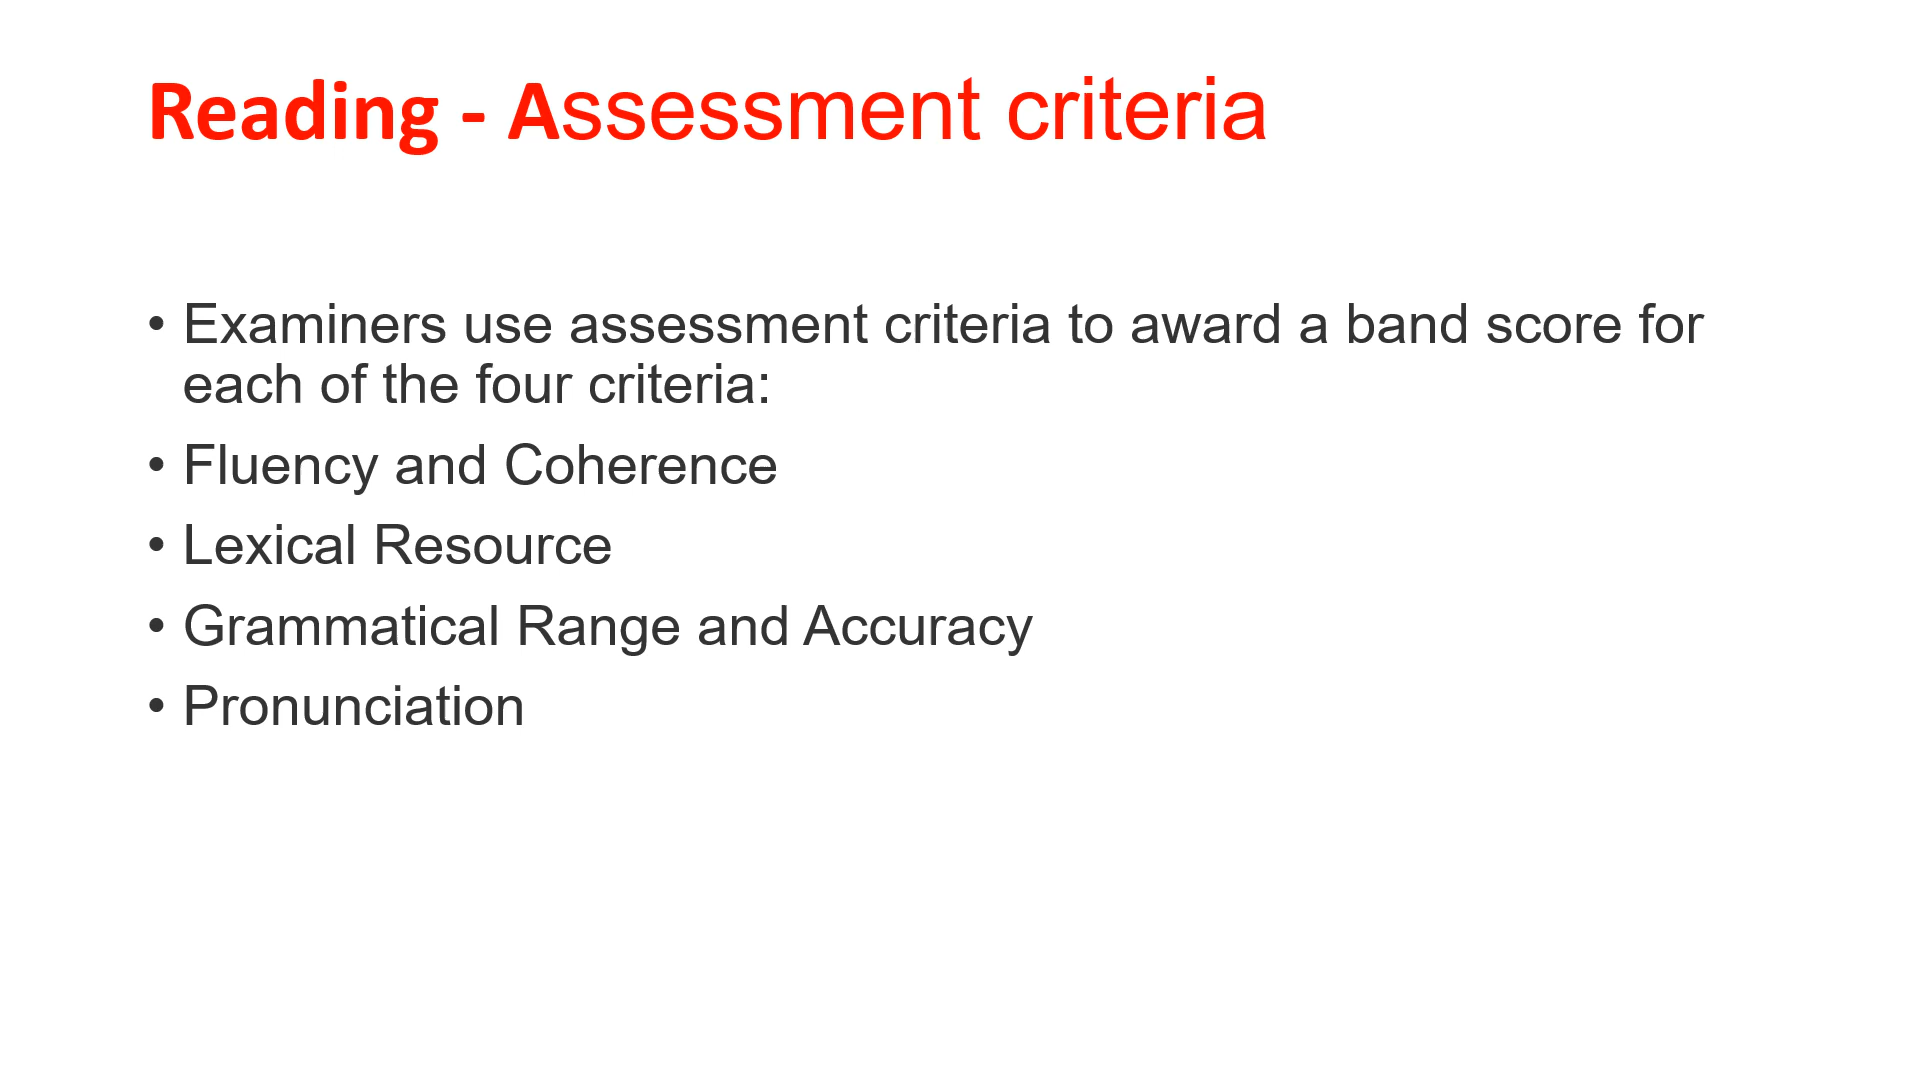 Reading - Assessment criteria
• Examiners use assessment criteria to award a band score for
each of the four criteria:
• Fluency and Coherence
• Lexical Resource
• Grammatical Range and Accuracy
• Pronunciation